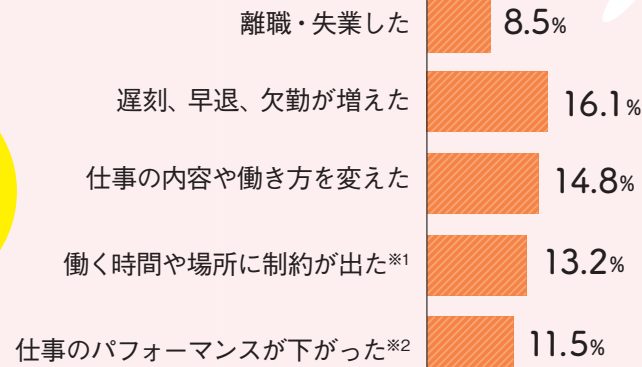 離職・失業した 8.5%
遅刻、早退、欠勤が増えた 16.1%
仕事の内容や働き方を変えた 14.8%
働く時間や場所に制約が出た※1 13.2%
仕事のパフォーマンスが下がった※2 11.5%